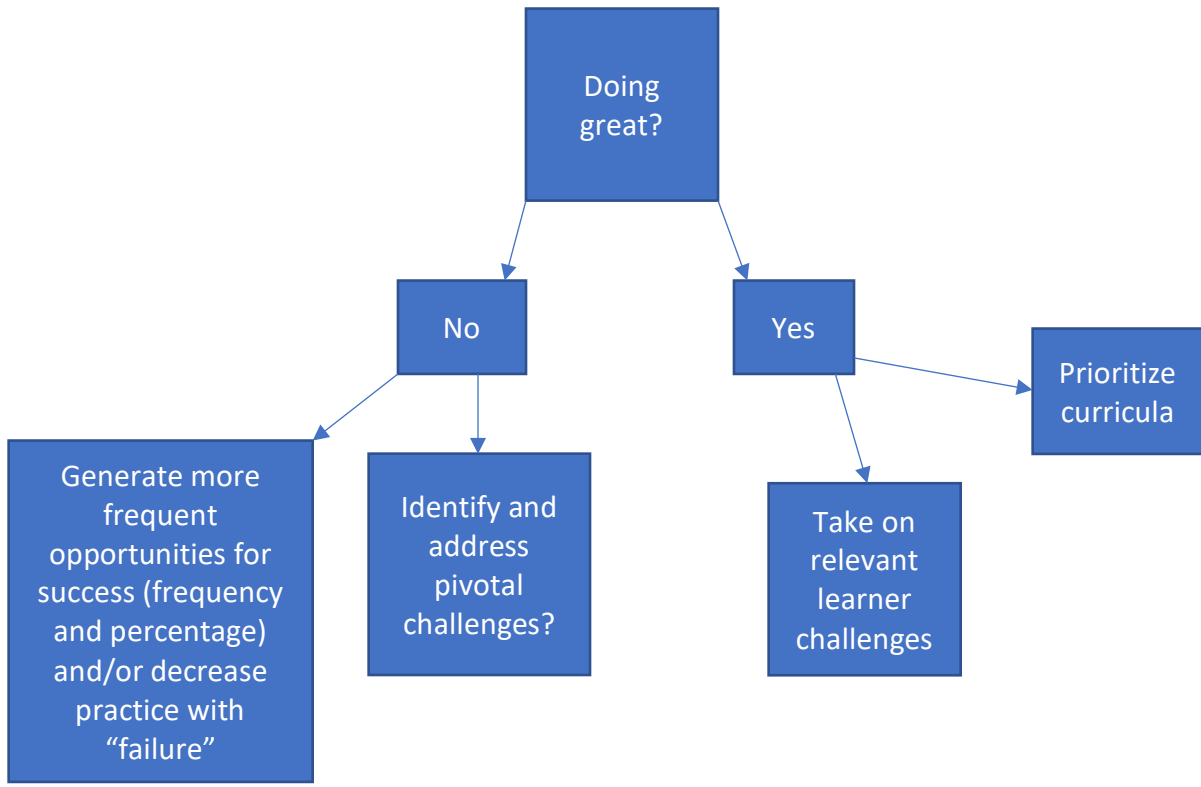 Doing
great?
No
Yes
Prioritize
curricula
Generate more
frequent
opportunities for
success (frequency
and percentage)
and/or decrease
practice with
“failure”
Identify and
address
pivotal
challenges?
Take on
relevant
learner
challenges